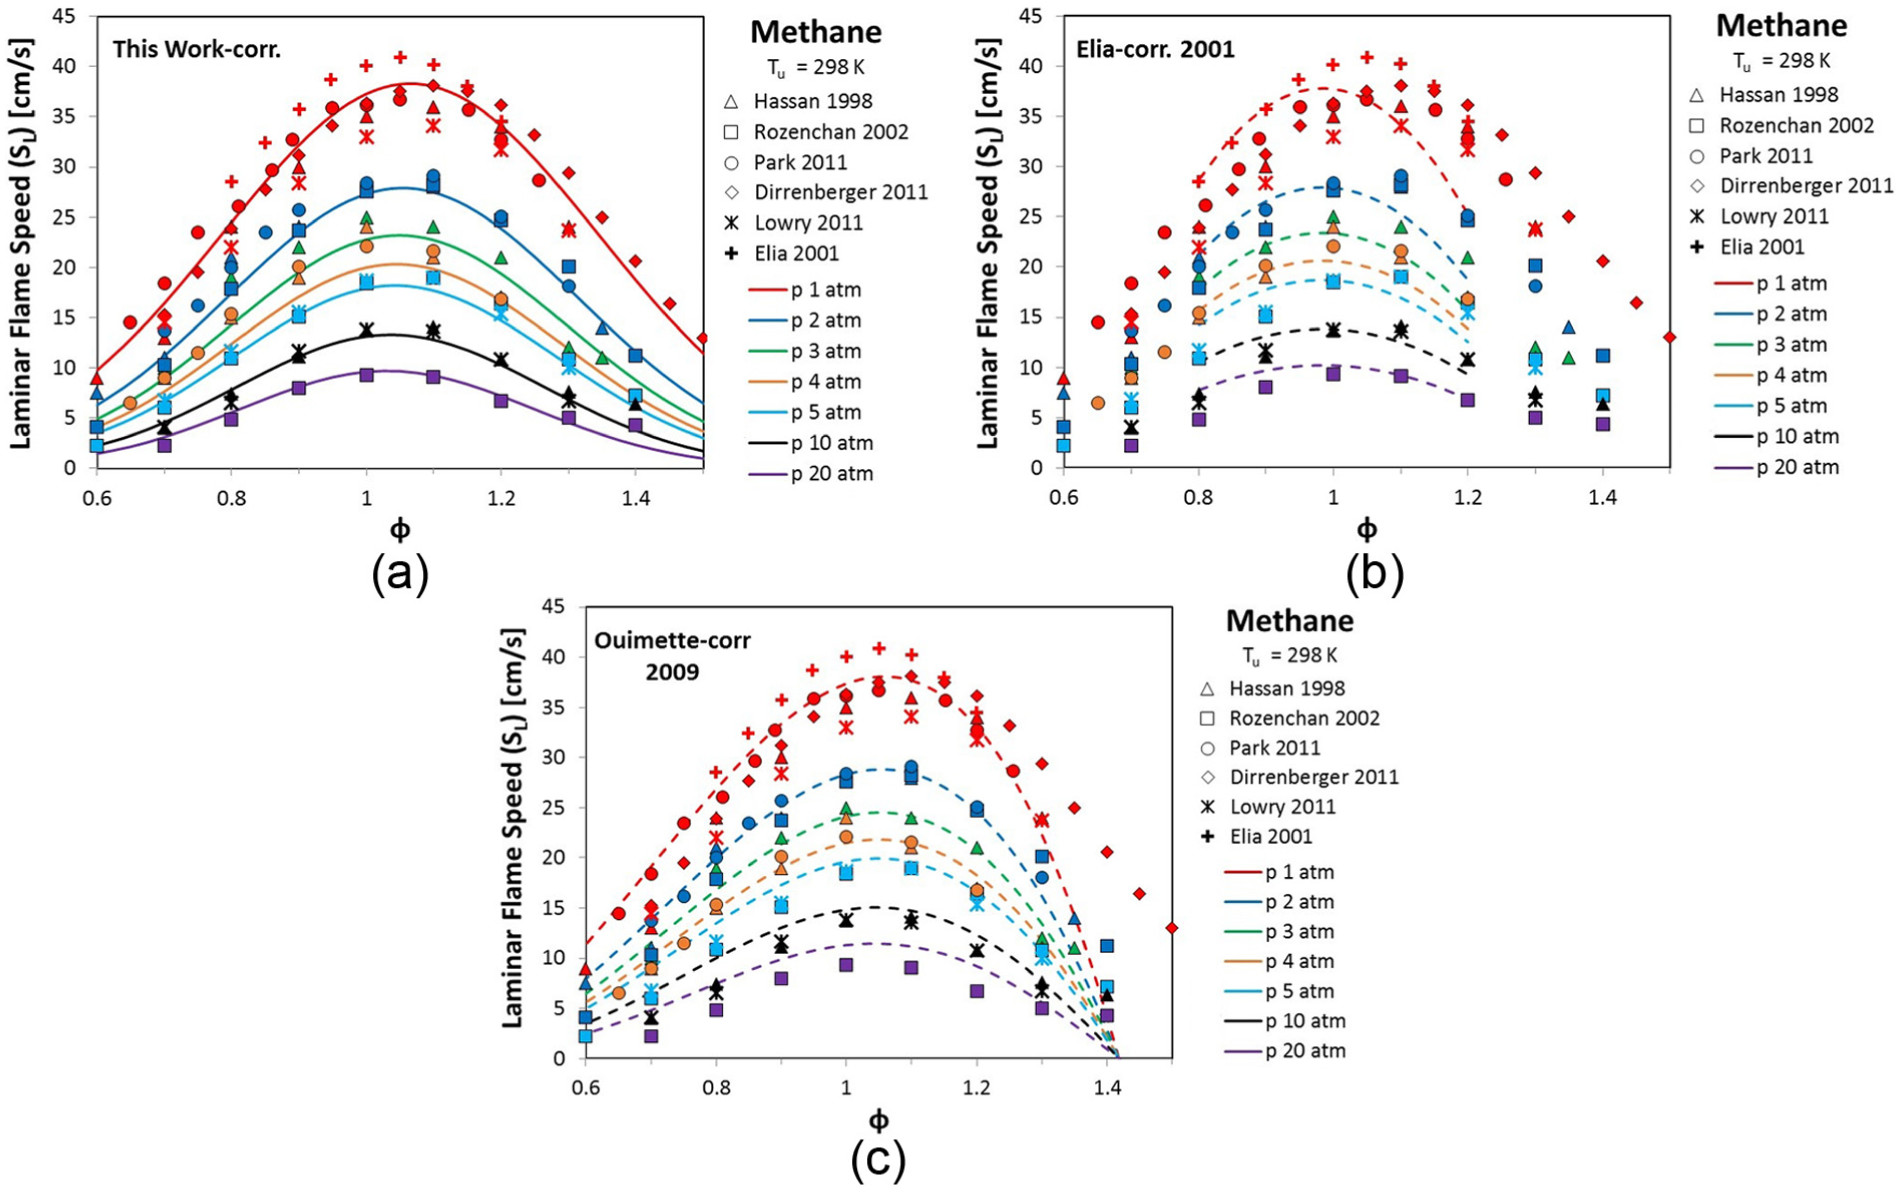 This Work-corr.
Laminar Flame Speed (SL) [cm/s]
45
40
35
30
25
20
15
10
5
0
0.6
0.8
1
1.2
1.4
ϕ
Methane
Tu = 298 K
Hassan 1998
Rozenchan 2002
Park 2011
Dirrenberger 2011
Lowry 2011
Elia 2001
p 1 atm
p 2 atm
p 3 atm
p 4 atm
p 5 atm
p 10 atm
p 20 atm
(a)
Elia-corr. 2001
Laminar Flame Speed (SL) [cm/s]
45
40
35
30
25
20
15
10
5
0
0.6
0.8
1
1.2
1.4
ϕ
Methane
Tu = 298 K
Hassan 1998
Rozenchan 2002
Park 2011
Dirrenberger 2011
Lowry 2011
Elia 2001
p 1 atm
p 2 atm
p 3 atm
p 4 atm
p 5 atm
p 10 atm
p 20 atm
(b)
Ouimette-corr
2009
Laminar Flame Speed (SL) [cm/s]
45
40
35
30
25
20
15
10
5
0
0.6
0.8
1
1.2
1.4
ϕ
Methane
Tu = 298 K
Hassan 1998
Rozenchan 2002
Park 2011
Dirrenberger 2011
Lowry 2011
Elia 2001
p 1 atm
p 2 atm
p 3 atm
p 4 atm
p 5 atm
p 10 atm
p 20 atm
(c)